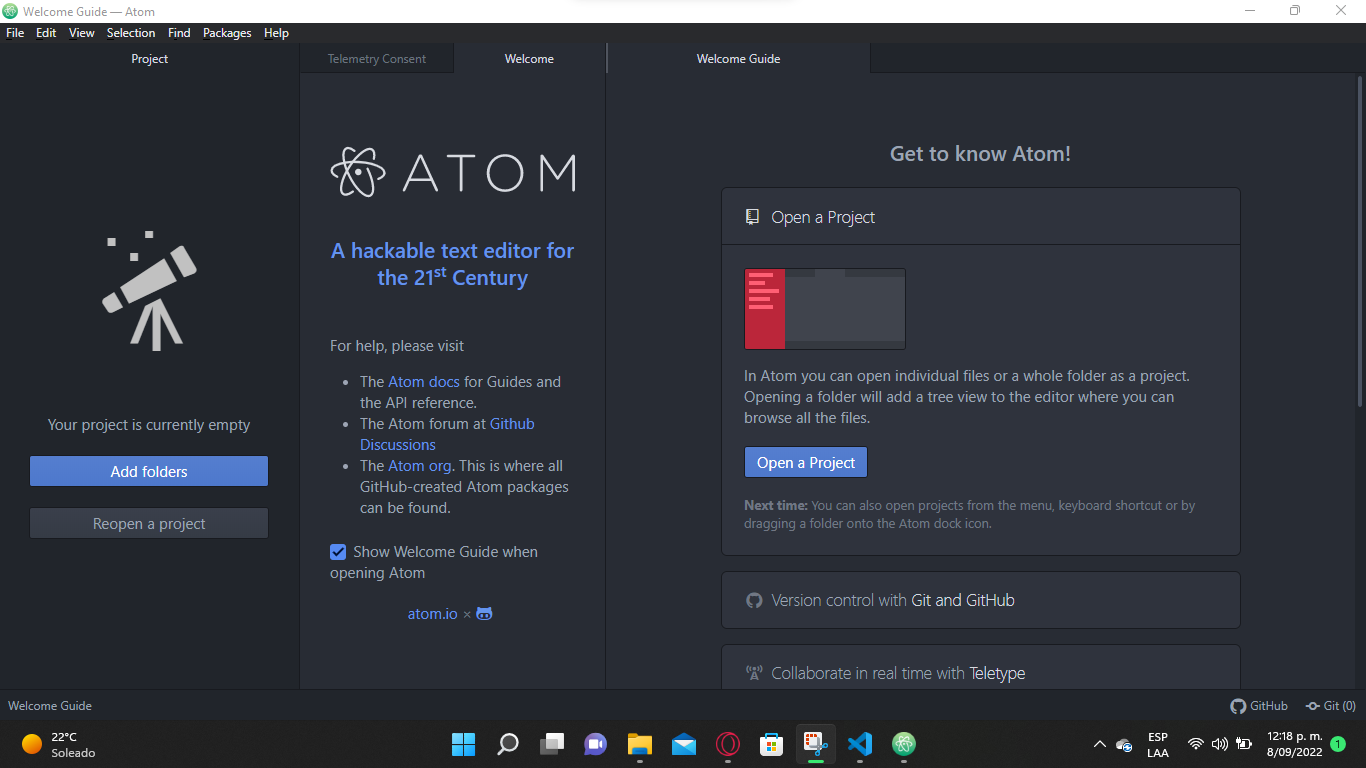 Welcome Guide — Atom
File Edit View Selection Find Packages Help
Project
Telemetry Consent
Welcome
Welcome Guide
Your project is currently empty
Add folders
Reopen a project
ATOM
A hackable text editor for
the 21st Century
For help, please visit
• The Atom docs for Guides and
the API reference.
• The Atom forum at Github
Discussions
• The Atom org. This is where all
GitHub-created Atom packages
can be found.
Show Welcome Guide when
opening Atom
atom.io ×
Get to know Atom!
Open a Project
In Atom you can open individual files or a whole folder as a project.
Opening a folder will add a tree view to the editor where you can
browse all the files.
Open a Project
Next time: You can also open projects from the menu, keyboard shortcut or by
dragging a folder onto the Atom dock icon.
Version control with Git and GitHub
Collaborate in real time with Teletype
Welcome Guide
GitHub
Git (0)
22°C
Soleado
ESP
LAA
12:18 p. m.
8/09/2022
1